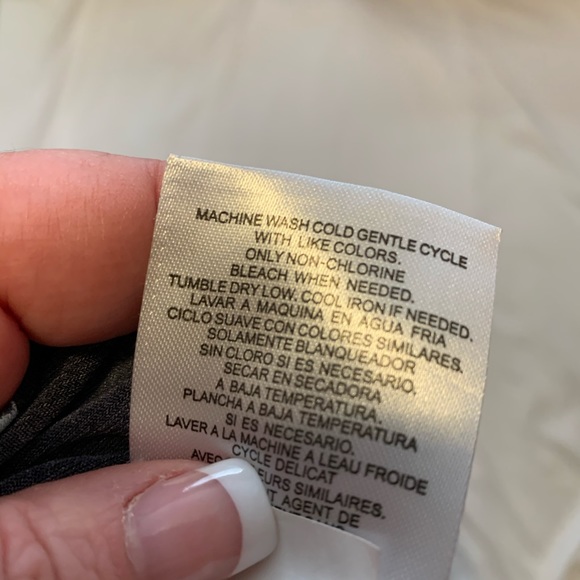 MACHINE WASH COLD GENTLE CYCLE
WITH LIKE COLORS.
ONLY NON-CHLORINE
BLEACH WHEN NEEDED.
TUMBLE DRY LOW. COOL IRON IF NEEDED.
LAVAR A MAQUINA EN AGUA FRIA
CICLO SUAVE CON COLORES SIMILARES.
SOLAMENTE BLANQUEADOR
SIN CLORO SI ES NECESARIO.
SECAR EN SECADORA
A BAJA TEMPERATURA.
PLANCHA A BAJA TEMPERATURA
SI ES NECESARIO.
LAVER A LA MACHINE A LEAU FROIDE
CYCLE DELICAT
SIMILAIRES.
AGENT DE